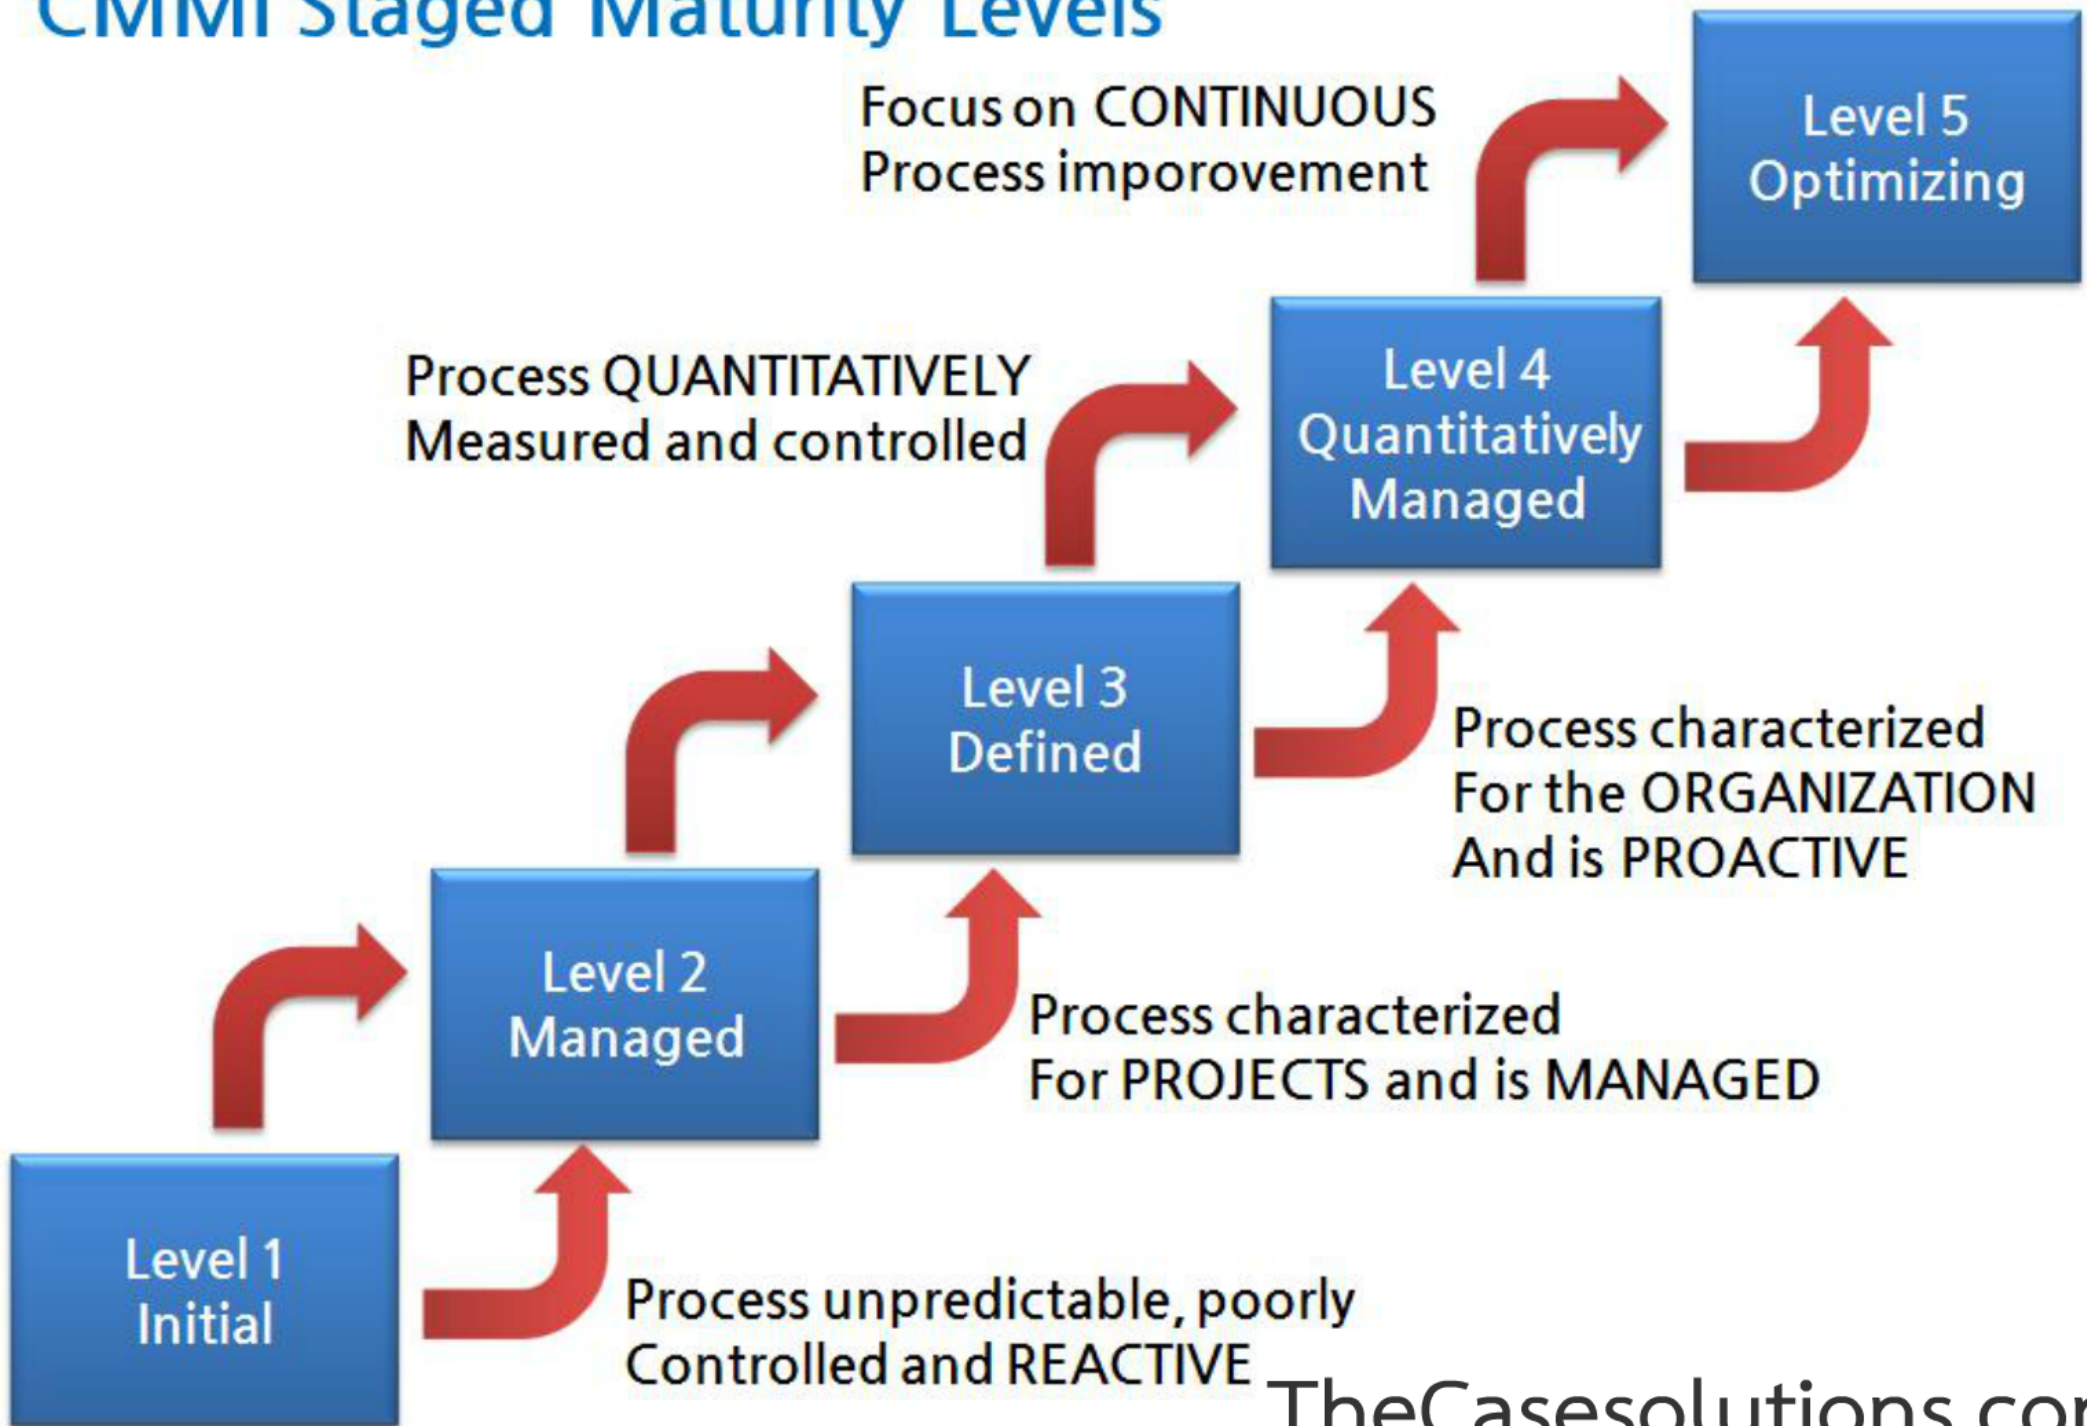 CMMI Staged Maturity Levels
Focus on CONTINUOUS
Process imporovement
Level 5
Optimizing
Process QUANTITATIVELY
Measured and controlled
Level 4
Quantitatively
Managed
Level 3
Defined
Process characterized
For the ORGANIZATION
And is PROACTIVE
Level 2
Managed
Process characterized
For PROJECTS and is MANAGED
Level 1
Initial
Process unpredictable, poorly
Controlled and REACTIVE
TheCasesolutions.com